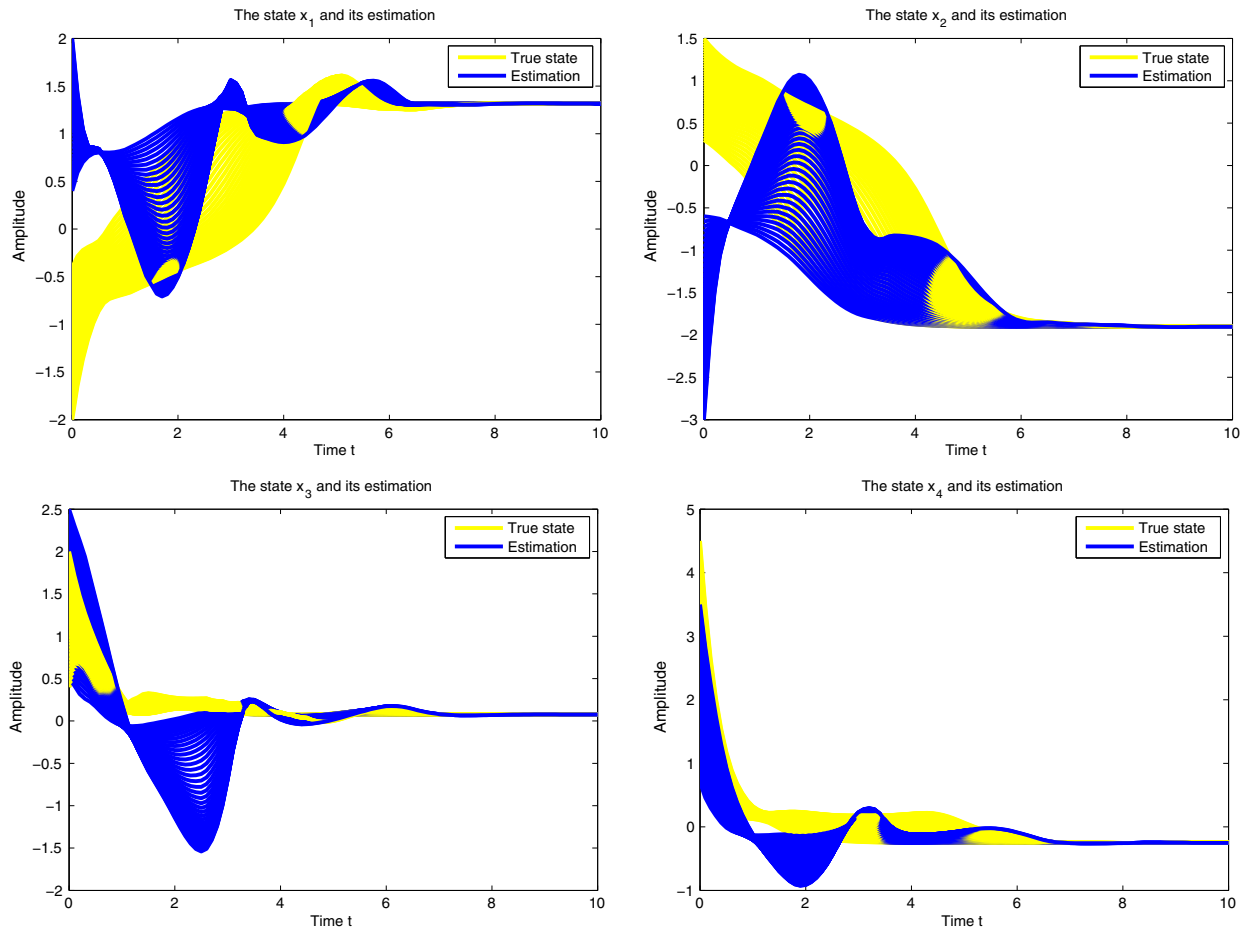 The state x1 and its estimation
True state
Estimation
2
1.5
1
0.5
0
−0.5
−1
−1.5
−2
Amplitude
0 2 4 6 8 10
Time t
The state x2 and its estimation
True state
Estimation
1.5
1
0.5
0
−0.5
−1
−1.5
−2
−2.5
−3
Amplitude
0 2 4 6 8 10
Time t
The state x3 and its estimation
True state
Estimation
2.5
2
1.5
1
0.5
0
−0.5
−1
−1.5
−2
Amplitude
0 2 4 6 8 10
Time t
The state x4 and its estimation
True state
Estimation
5
4
3
2
1
0
−1
Amplitude
0 2 4 6 8 10
Time t